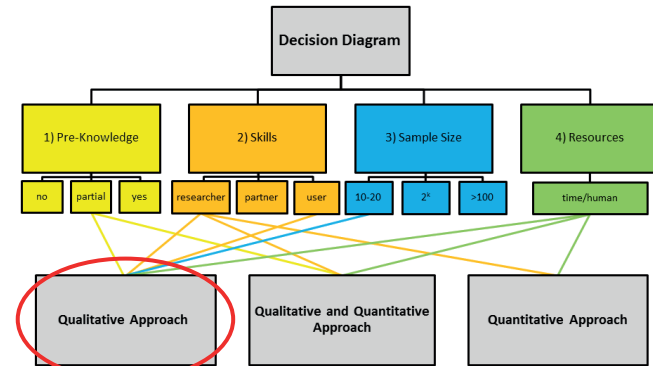 Decision Diagram
1) Pre-Knowledge
2) Skills
3) Sample Size
4) Resources
no
partial
yes
researcher
partner
user
10-20
2ᵏ
>100
time/human
Qualitative Approach
Qualitative and Quantitative
Approach
Quantitative Approach